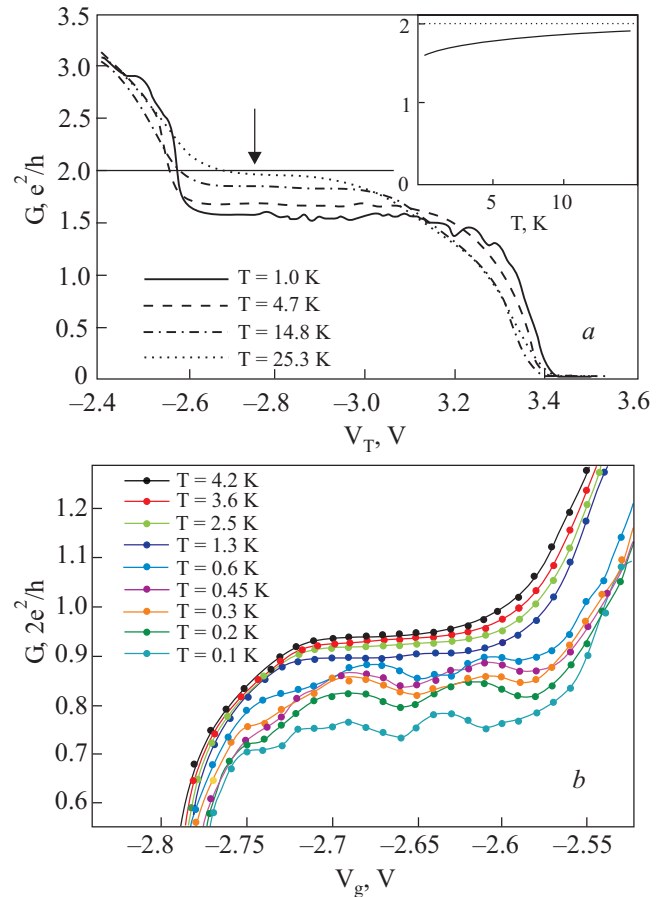 3.5
3.0
2.5
2.0
1.5
1.0
0.5
0
G, e²/h
2
1
0
5 10
T, K
T = 1.0 K
T = 4.7 K
T = 14.8 K
T = 25.3 K
a
−2.4 −2.6 −2.8 −3.0 3.2 3.4 3.6
V_T, V
1.2
1.1
1.0
0.9
0.8
0.7
0.6
G, 2e²/h
T = 4.2 K
T = 3.6 K
T = 2.5 K
T = 1.3 K
T = 0.6 K
T = 0.45 K
T = 0.3 K
T = 0.2 K
T = 0.1 K
b
−2.8 −2.75 −2.7 −2.65 −2.6 −2.55
V_g, V